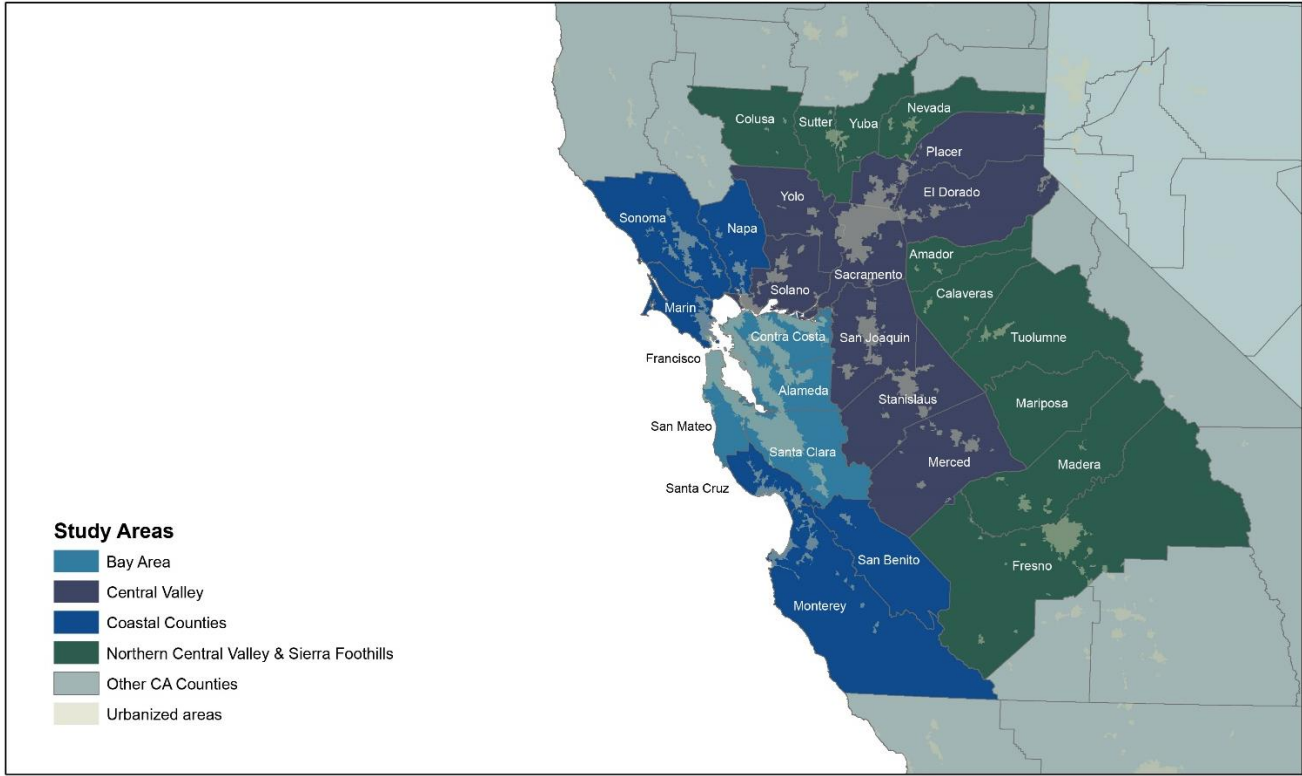 Colusa
Sutter
Yuba
Nevada
Placer
Yolo
El Dorado
Sonoma
Napa
Amador
Sacramento
Solano
Calaveras
Marin
Contra Costa
San Joaquin
Tuolumne
Francisco
Alameda
Stanislaus
Mariposa
San Mateo
Santa Clara
Merced
Madera
Santa Cruz
San Benito
Fresno
Monterey
Study Areas
Bay Area
Central Valley
Coastal Counties
Northern Central Valley & Sierra Foothills
Other CA Counties
Urbanized areas